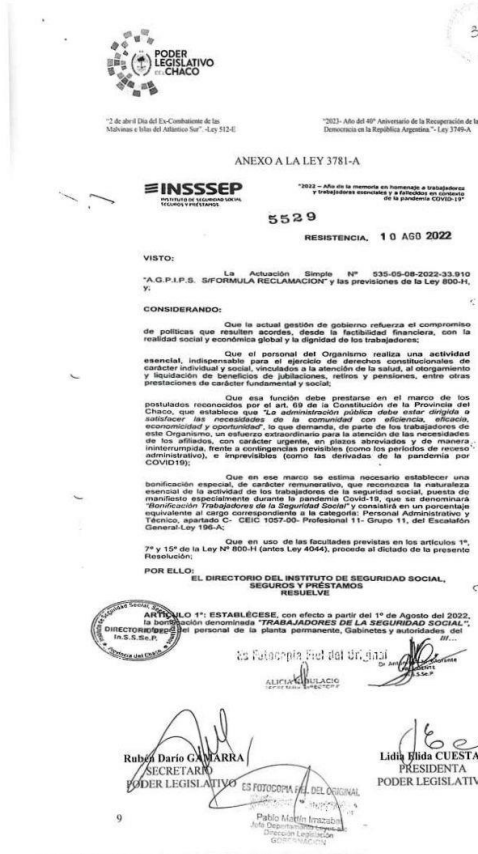 3
PODER
LEGISLATIVO
DEL CHACO
"2 de abril Día del Ex-Combatiente de las
Malvinas e Islas del Atlántico Sur". -Ley 512-E
"2023- Año del 40° Aniversario de la Recuperación de la
Democracia en la República Argentina."- Ley 3749-A
ANEXO A LA LEY 3781-A
INSSSEP
INSTITUTO DE SEGURIDAD SOCIAL
SEGUROS Y PRÉSTAMOS
"2022 – Año de la memoria en homenaje a trabajadores
y trabajadoras esenciales y a fallecidos en contexto
de la pandemia COVID-19"
5529
RESISTENCIA, 10 AGO 2022
VISTO:
La Actuación Simple N° 535-05-08-2022-33.910
"A.G.P.I.P.S. S/FORMULA RECLAMACION" y las previsiones de la Ley 800-H,
y;
CONSIDERANDO:
Que la actual gestión de gobierno refuerza el compromiso
de políticas que resulten acordes, desde la factibilidad financiera, con la
realidad social y económica global y la dignidad de los trabajadores;
Que el personal del Organismo realiza una actividad
esencial, indispensable para el ejercicio de derechos constitucionales de
carácter individual y social, vinculados a la atención de la salud, al otorgamiento
y liquidación de beneficios de jubilaciones, retiros y pensiones, entre otras
prestaciones de carácter fundamental y social;
Que esa función debe prestarse en el marco de los
postulados reconocidos por el art. 69 de la Constitución de la Provincia del
Chaco, que establece que "La administración pública debe estar dirigida a
satisfacer las necesidades de la comunidad con eficiencia, eficacia,
economicidad y oportunidad", lo que demanda, de parte de los trabajadores de
este Organismo, un esfuerzo extraordinario para la atención de las necesidades
de los afiliados, con carácter urgente, en plazos abreviados y de manera
ininterrumpida, frente a contingencias previsibles (como los períodos de receso
administrativo), e imprevisibles (como las derivadas de la pandemia por
COVID19);
Que en ese marco se estima necesario establecer una
bonificación especial, de carácter remunerativo, que reconozca la naturaleza
esencial de la actividad de los trabajadores de la seguridad social, puesta de
manifiesto especialmente durante la pandemia Covid-19, que se denominará
"Bonificación Trabajadores de la Seguridad Social" y consistirá en un porcentaje
equivalente al cargo correspondiente a la categoría: Personal Administrativo y
Técnico, apartado C- CEIC 1057-00- Profesional 11- Grupo 11, del Escalafón
General-Ley 196-A;
Que en uso de las facultades previstas en los artículos 1°,
7° y 15° de la Ley N° 800-H (antes Ley 4044), procede al dictado de la presente
Resolución;
POR ELLO:
EL DIRECTORIO DEL INSTITUTO DE SEGURIDAD SOCIAL,
SEGUROS Y PRÉSTAMOS
RESUELVE
ARTÍCULO 1°: ESTABLÉCESE, con efecto a partir del 1° de Agosto del 2022,
la bonificación denominada "TRABAJADORES DE LA SEGURIDAD SOCIAL",
del personal de la planta permanente, Gabinetes y autoridades del
///...
DIRECTORIO
In.S.S.Se.P.
Provincia del Chaco
Es Fotocopia Fiel del Original
ALICIA
Rubén Darío GAMARRA
SECRETARIO
PODER LEGISLATIVO
Lidia Elida CUESTA
PRESIDENTA
PODER LEGISLATIV
ES FOTOCOPIA FIEL DEL ORIGINAL
Pablo Martín Imazabal
Dirección Legislación
GOBERNACION
9